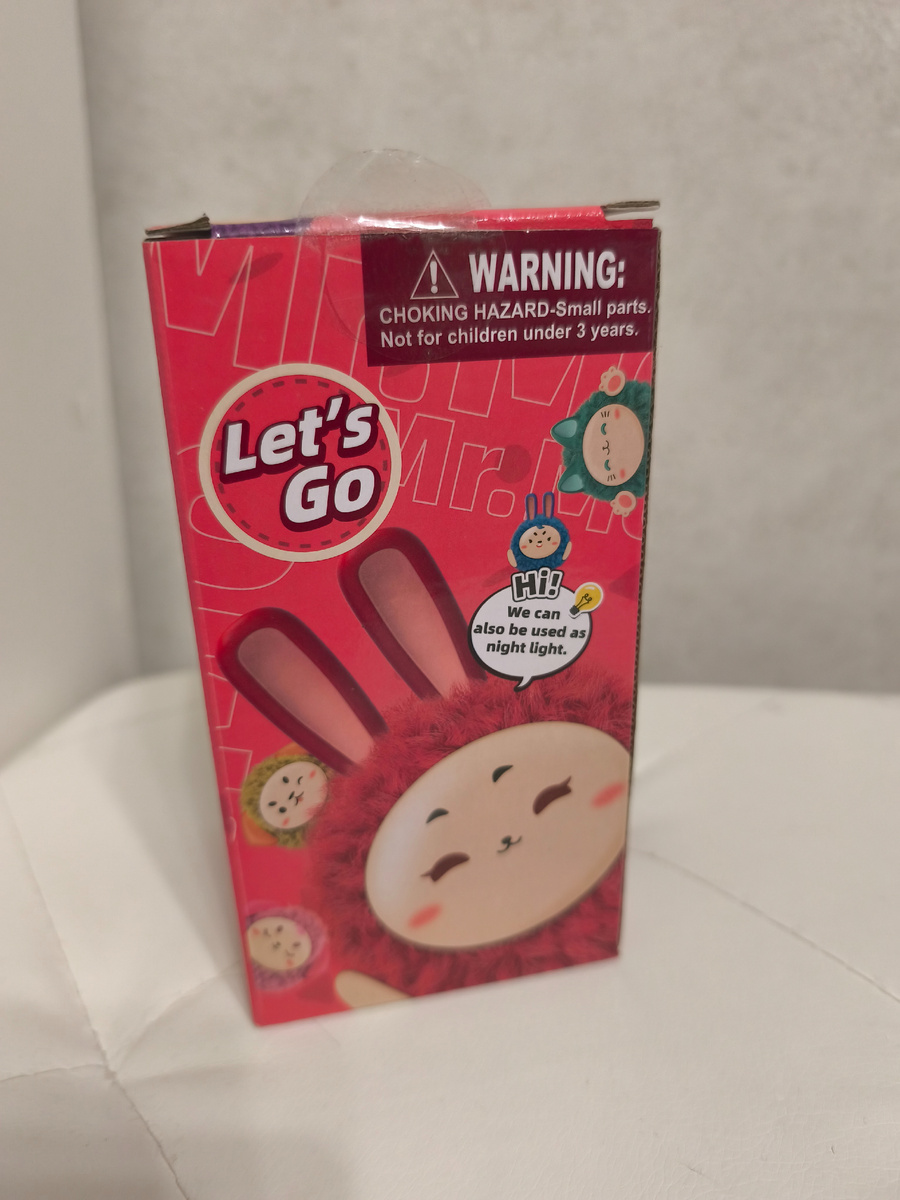 WARNING:
CHOKING HAZARD-Small parts.
Not for children under 3 years.
Let's
Go
Mr.
Hi!
We can
also be used as
night light.